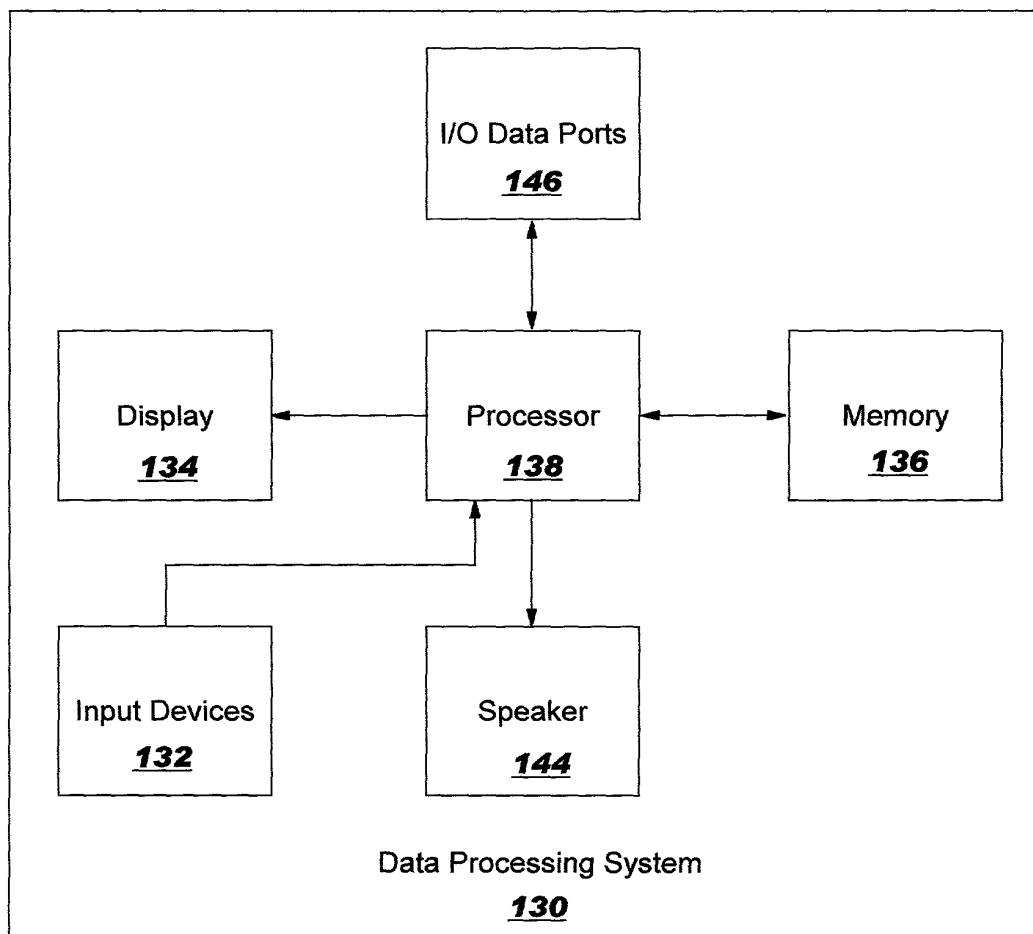 I/O Data Ports
146
Display
134
Processor
138
Memory
136
Input Devices
132
Speaker
144
Data Processing System
130